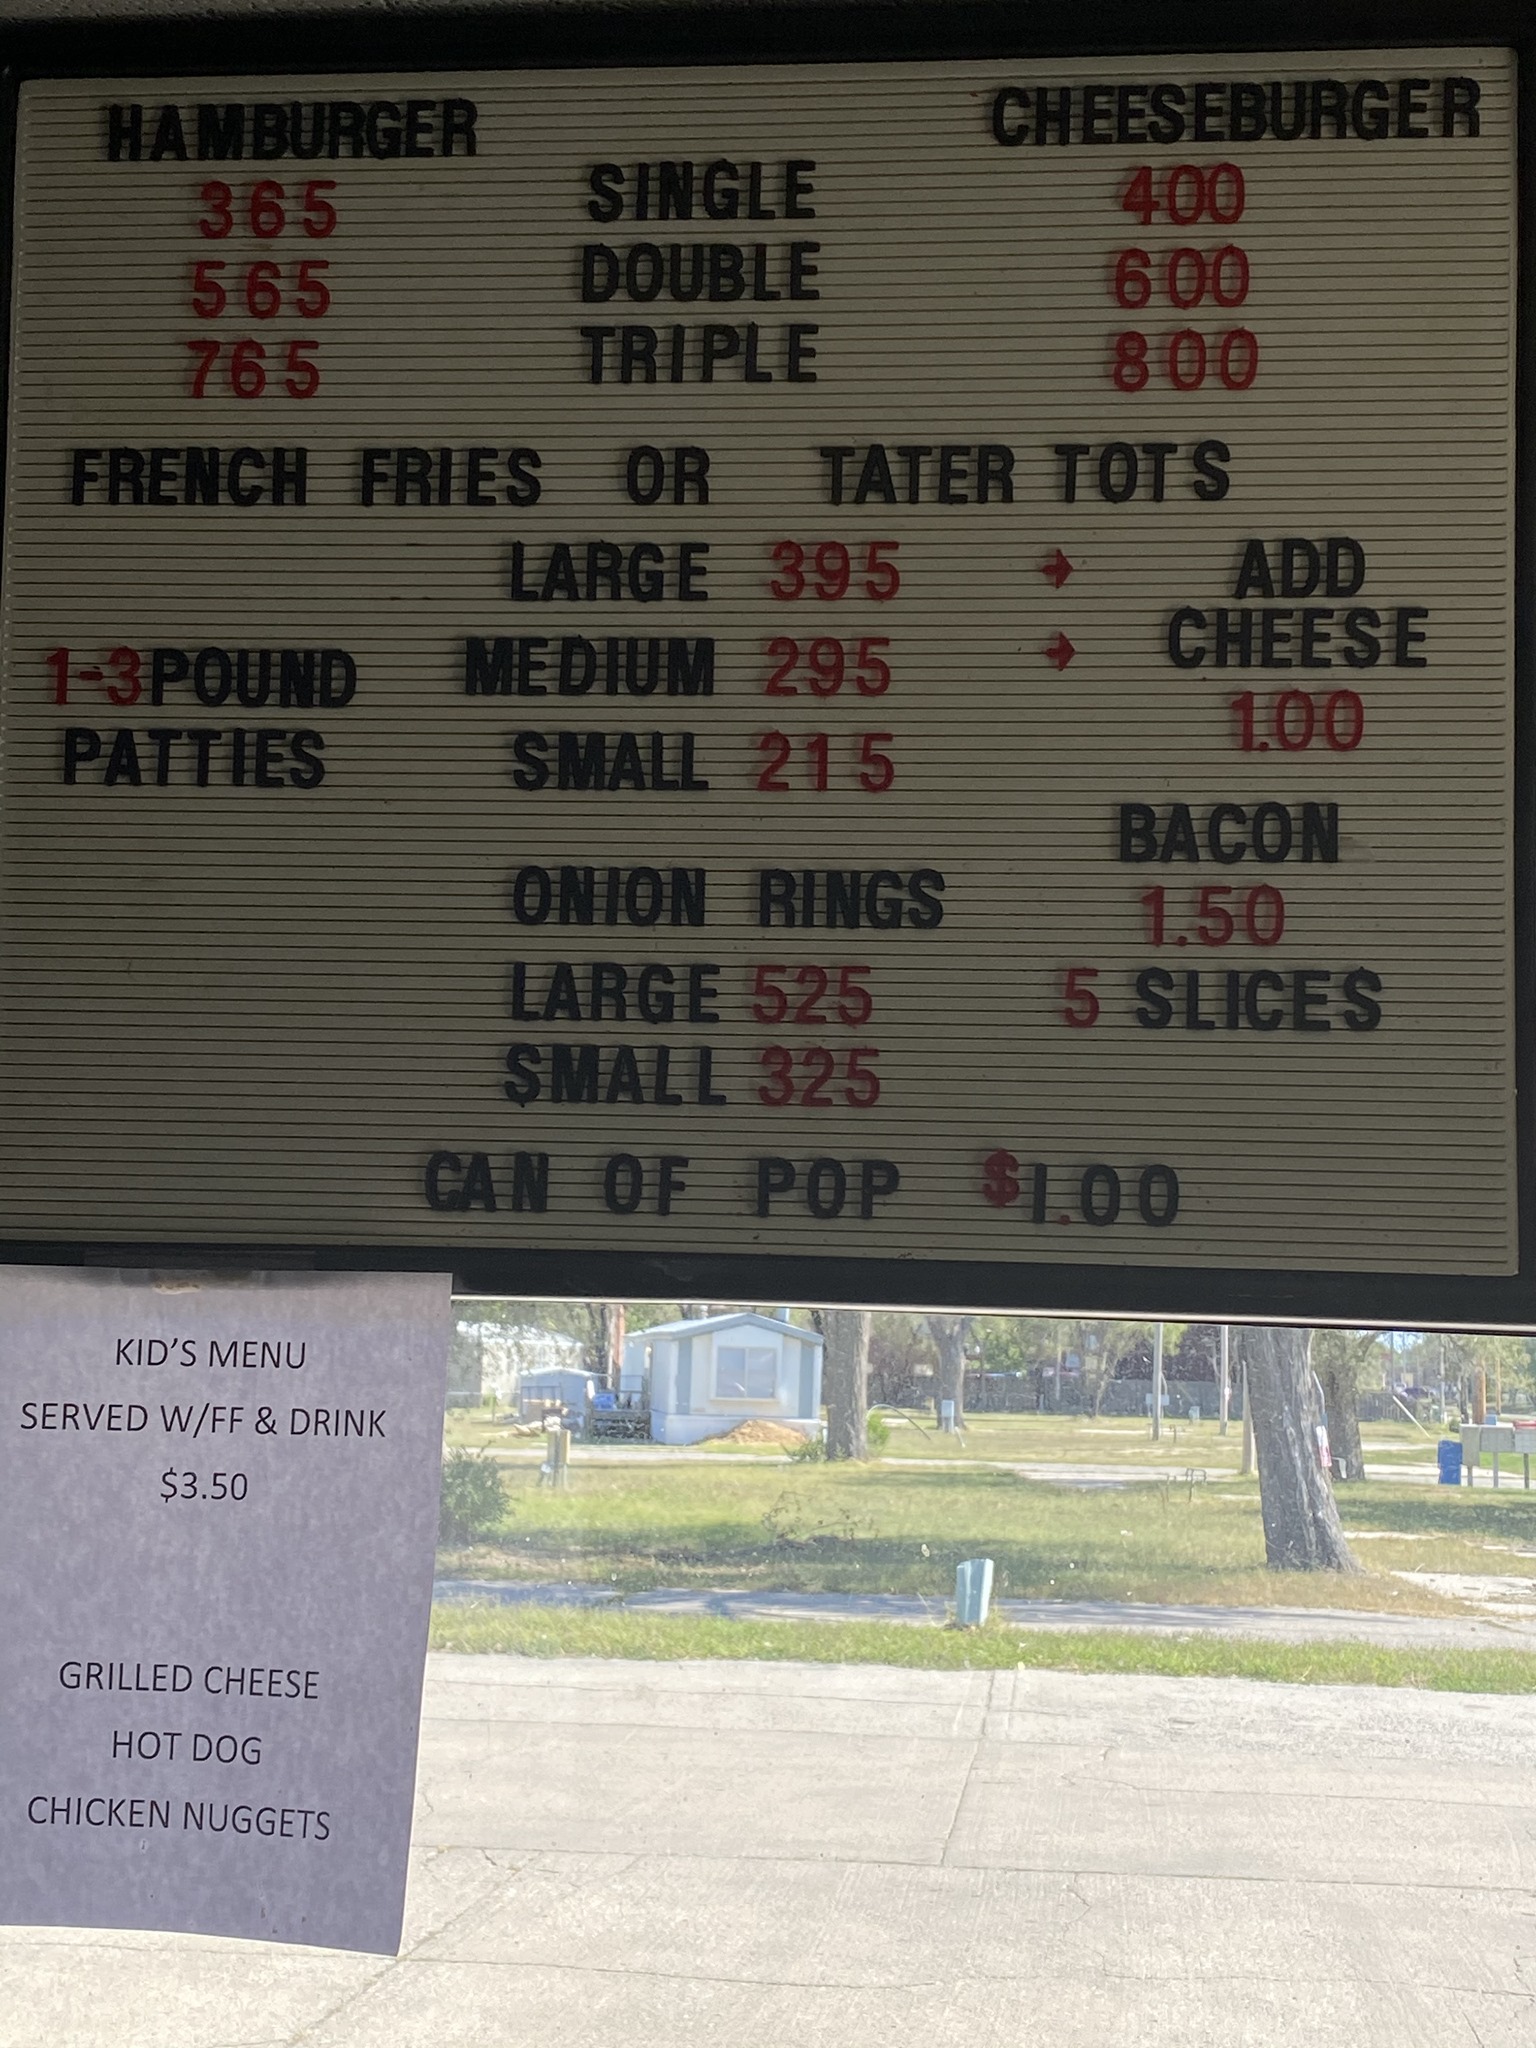 HAMBURGER CHEESEBURGER
365 SINGLE 400
565 DOUBLE 600
765 TRIPLE 800
FRENCH FRIES OR TATER TOTS
LARGE 395 → ADD
CHEESE
1-3 POUND MEDIUM 295 →
1.00
PATTIES SMALL 215
BACON
ONION RINGS 1.50
LARGE 525 5 SLICES
SMALL 325
CAN OF POP $1.00
KID'S MENU
SERVED W/FF & DRINK
$3.50
GRILLED CHEESE
HOT DOG
CHICKEN NUGGETS